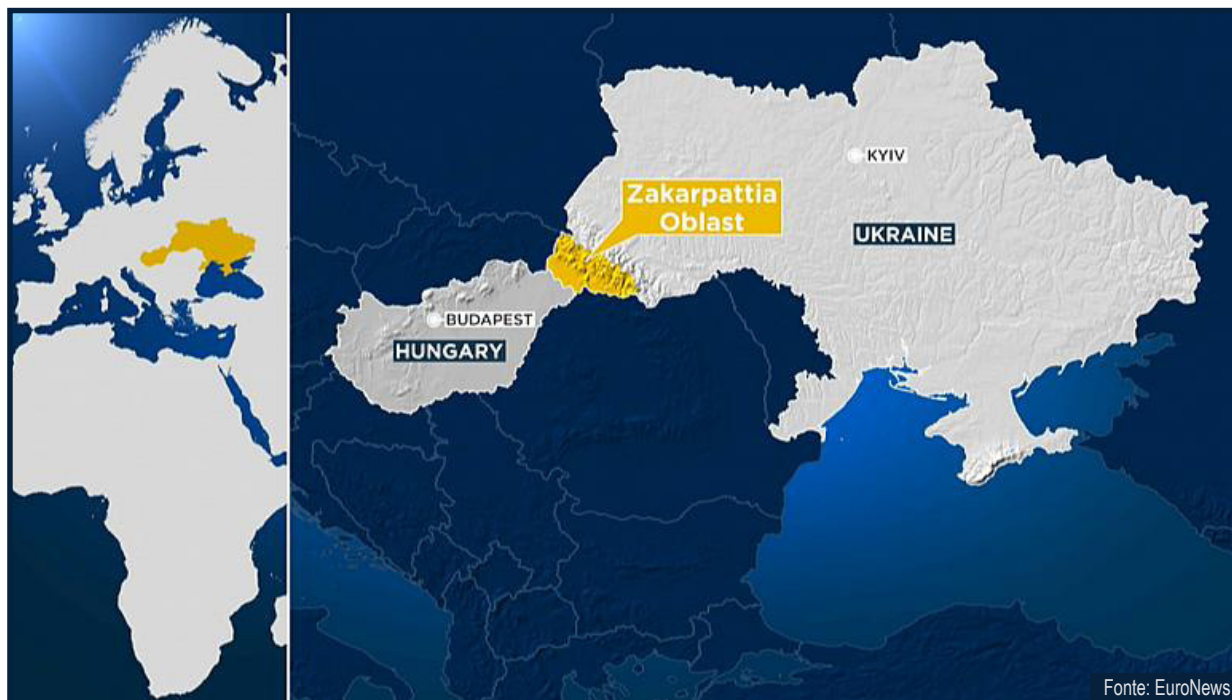 KYIV
Zakarpattia
Oblast
UKRAINE
BUDAPEST
HUNGARY
Fonte: EuroNews